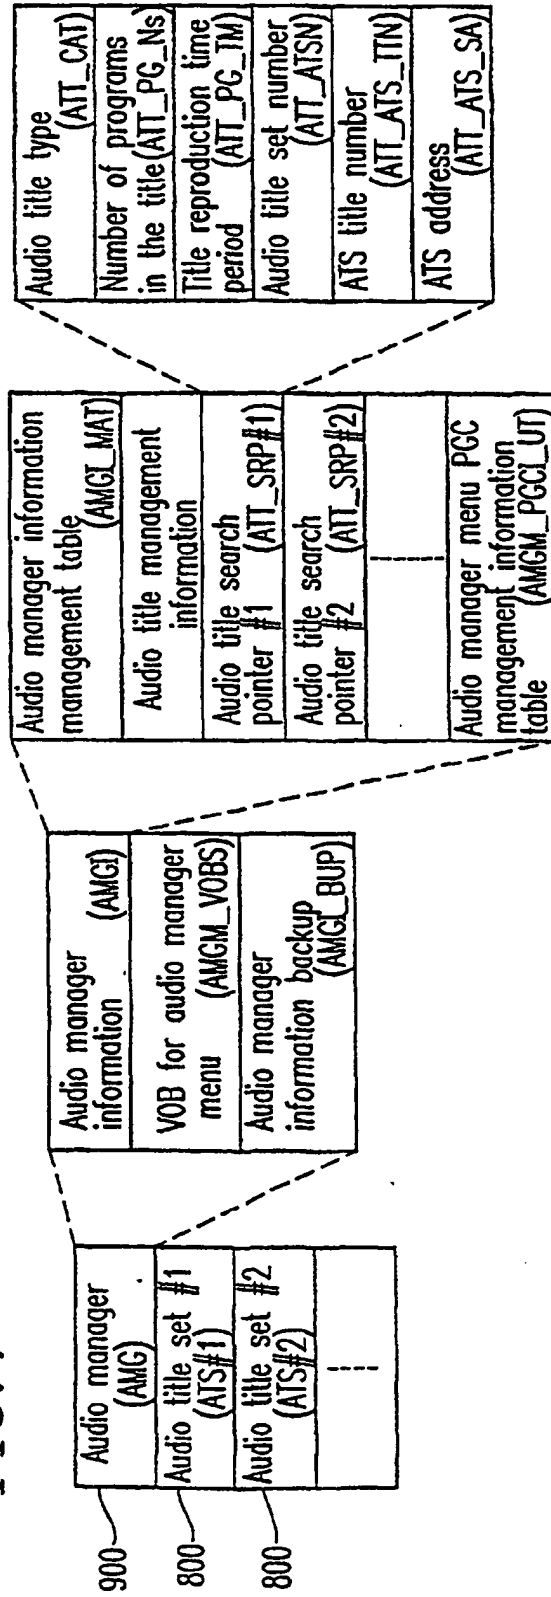 900
800
800
Audio manager
(AMG)
Audio title set #1
(ATS#1)
Audio title set #2
(ATS#2)
Audio manager
information (AMGI)
VOB for audio manager
menu (AMGM_VOBS)
Audio manager
information backup
(AMGI_BUP)
Audio manager information
management table
(AMGI_MAT)
Audio title management
information
Audio title search
pointer #1 (ATT_SRP#1)
Audio title search
pointer #2 (ATT_SRP#2)
Audio manager menu PGC
management information
table (AMGM_PGCI_UT)
Audio title type
(ATT_CAT)
Number of programs
in the title (ATT_PG_Ns)
Title reproduction time
period (ATT_PG_TM)
Audio title set number
(ATT_ATSN)
ATS title number
(ATT_ATS_TTN)
ATS address
(ATT_ATS_SA)